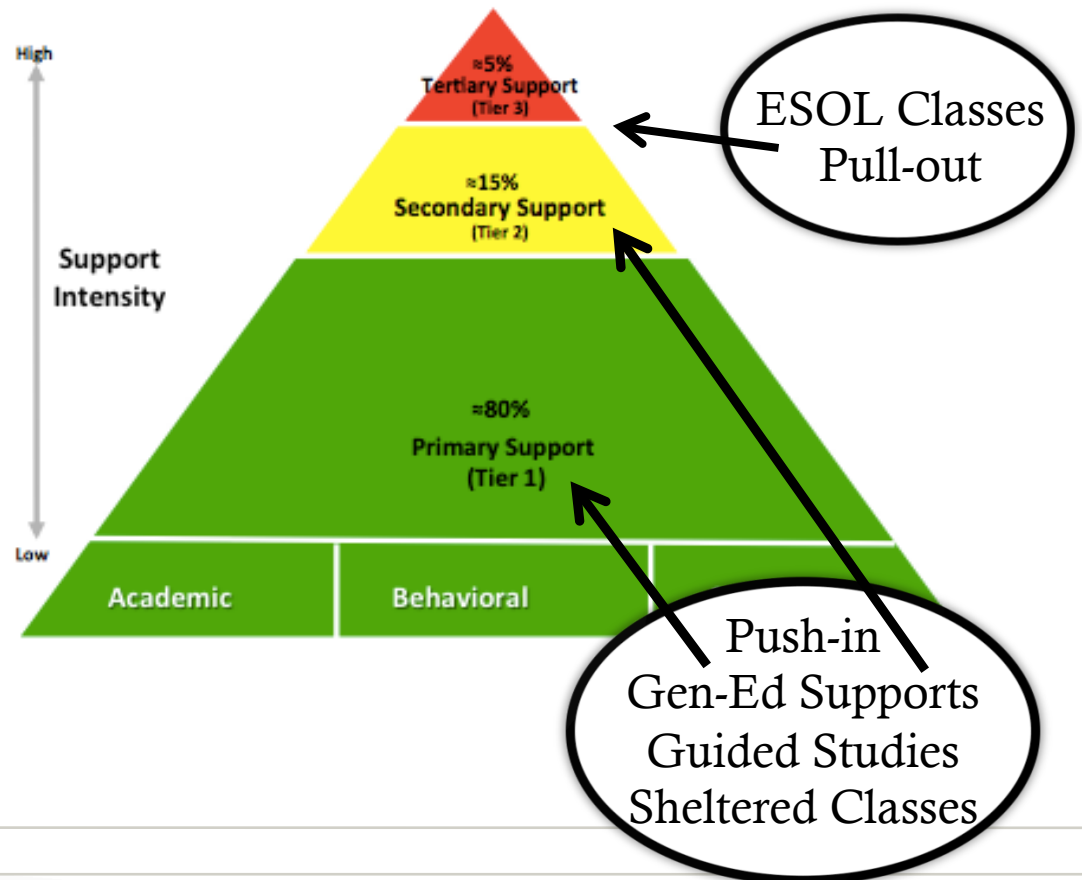 High
≈5%
Tertiary Support
(Tier 3)
ESOL Classes
Pull-out
≈15%
Secondary Support
(Tier 2)
Support
Intensity
≈80%
Primary Support
(Tier 1)
Low
Academic
Behavioral
Push-in
Gen-Ed Supports
Guided Studies
Sheltered Classes